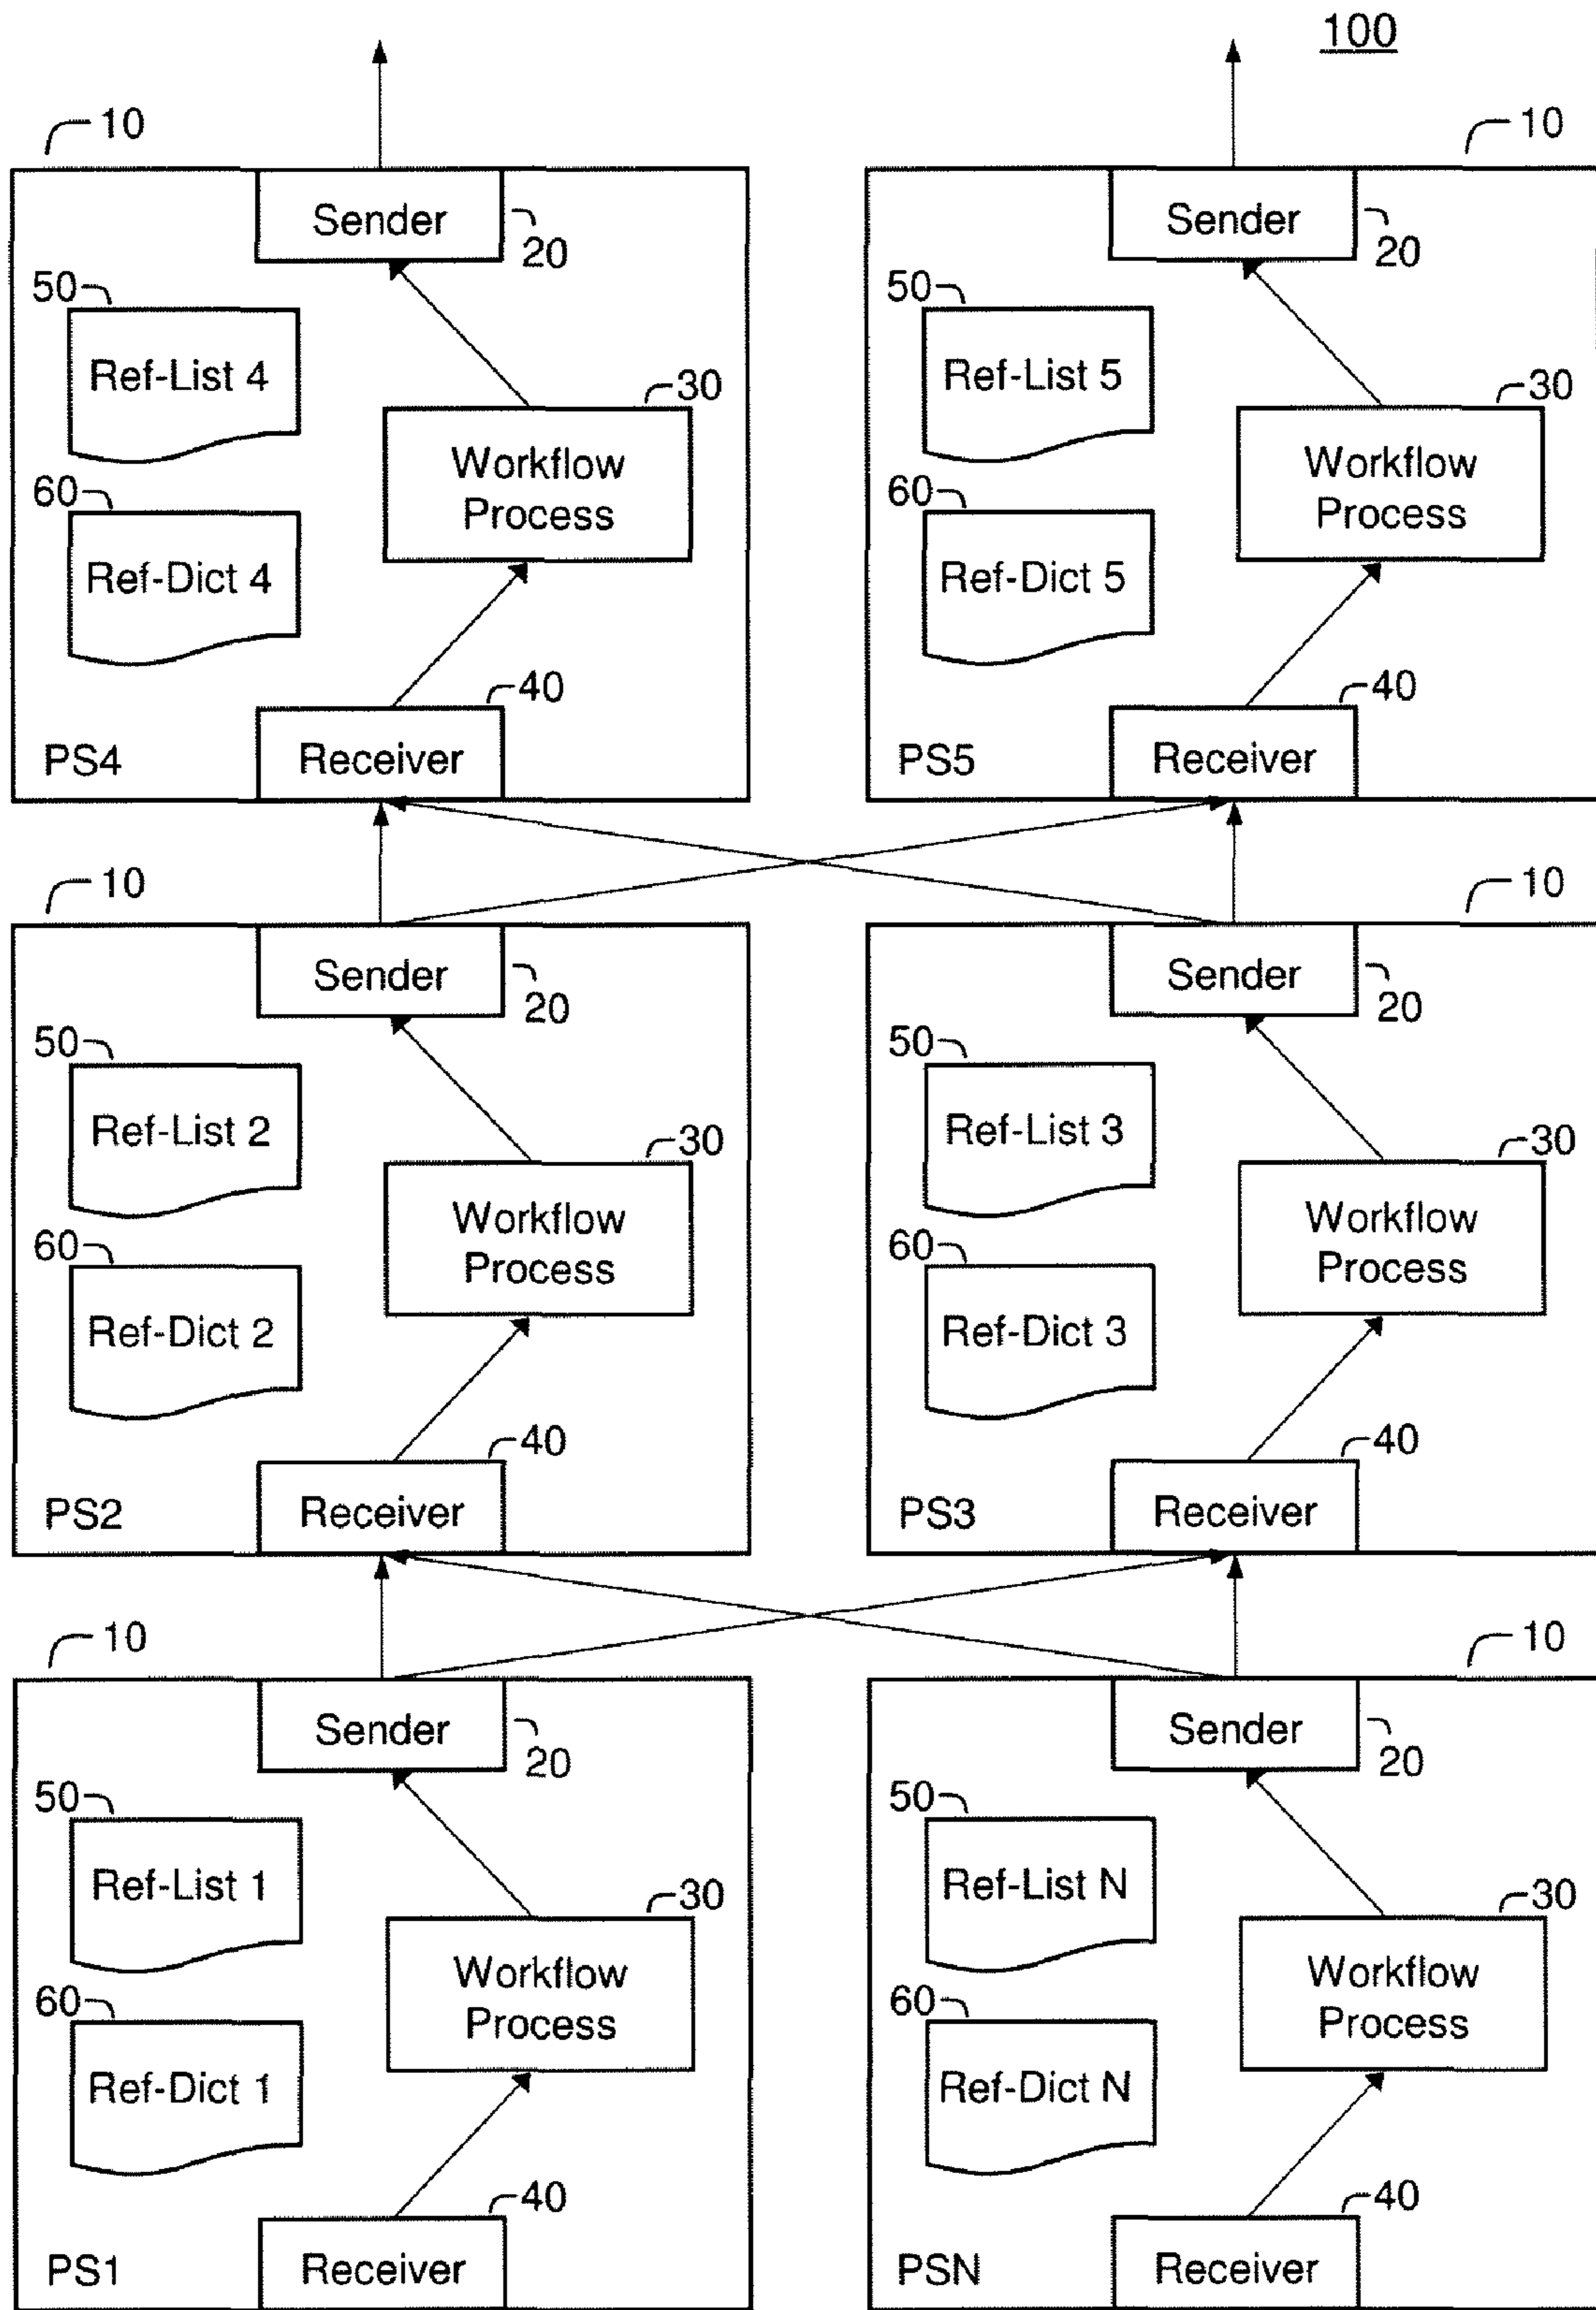 100
10
10
Sender
20
50
Ref-List 4
30
Workflow
Process
60
Ref-Dict 4
40
Receiver
PS4
Sender
20
50
Ref-List 5
30
Workflow
Process
60
Ref-Dict 5
40
Receiver
PS5
10
10
Sender
20
50
Ref-List 2
30
Workflow
Process
60
Ref-Dict 2
40
Receiver
PS2
Sender
20
50
Ref-List 3
30
Workflow
Process
60
Ref-Dict 3
40
Receiver
PS3
10
10
Sender
20
50
Ref-List 1
30
Workflow
Process
60
Ref-Dict 1
40
Receiver
PS1
Sender
20
50
Ref-List N
30
Workflow
Process
60
Ref-Dict N
40
Receiver
PSN